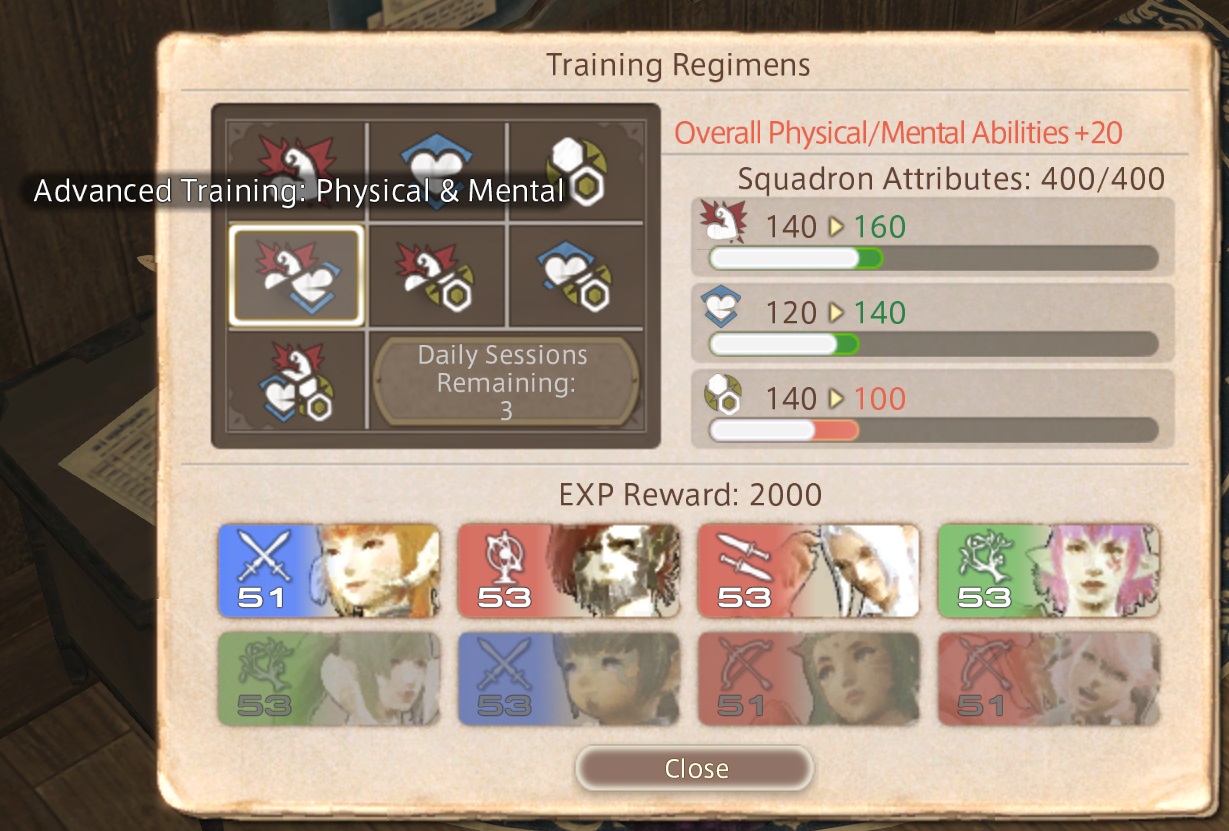 Training Regimens
Overall Physical/Mental Abilities +20
Advanced Training: Physical & Mental
Squadron Attributes: 400/400
140 160
120 140
140 100
Daily Sessions
Remaining:
3
EXP Reward: 2000
51 53 53 53
53 53 51 51
Close